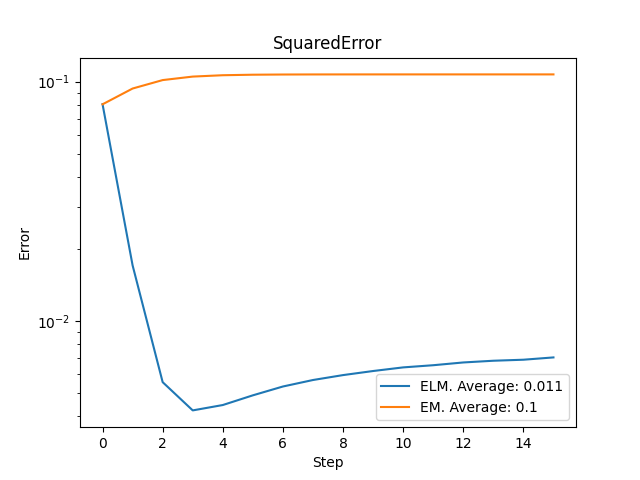 SquaredError
10⁻¹
10⁻²
Error
0 2 4 6 8 10 12 14
Step
ELM. Average: 0.011
EM. Average: 0.1